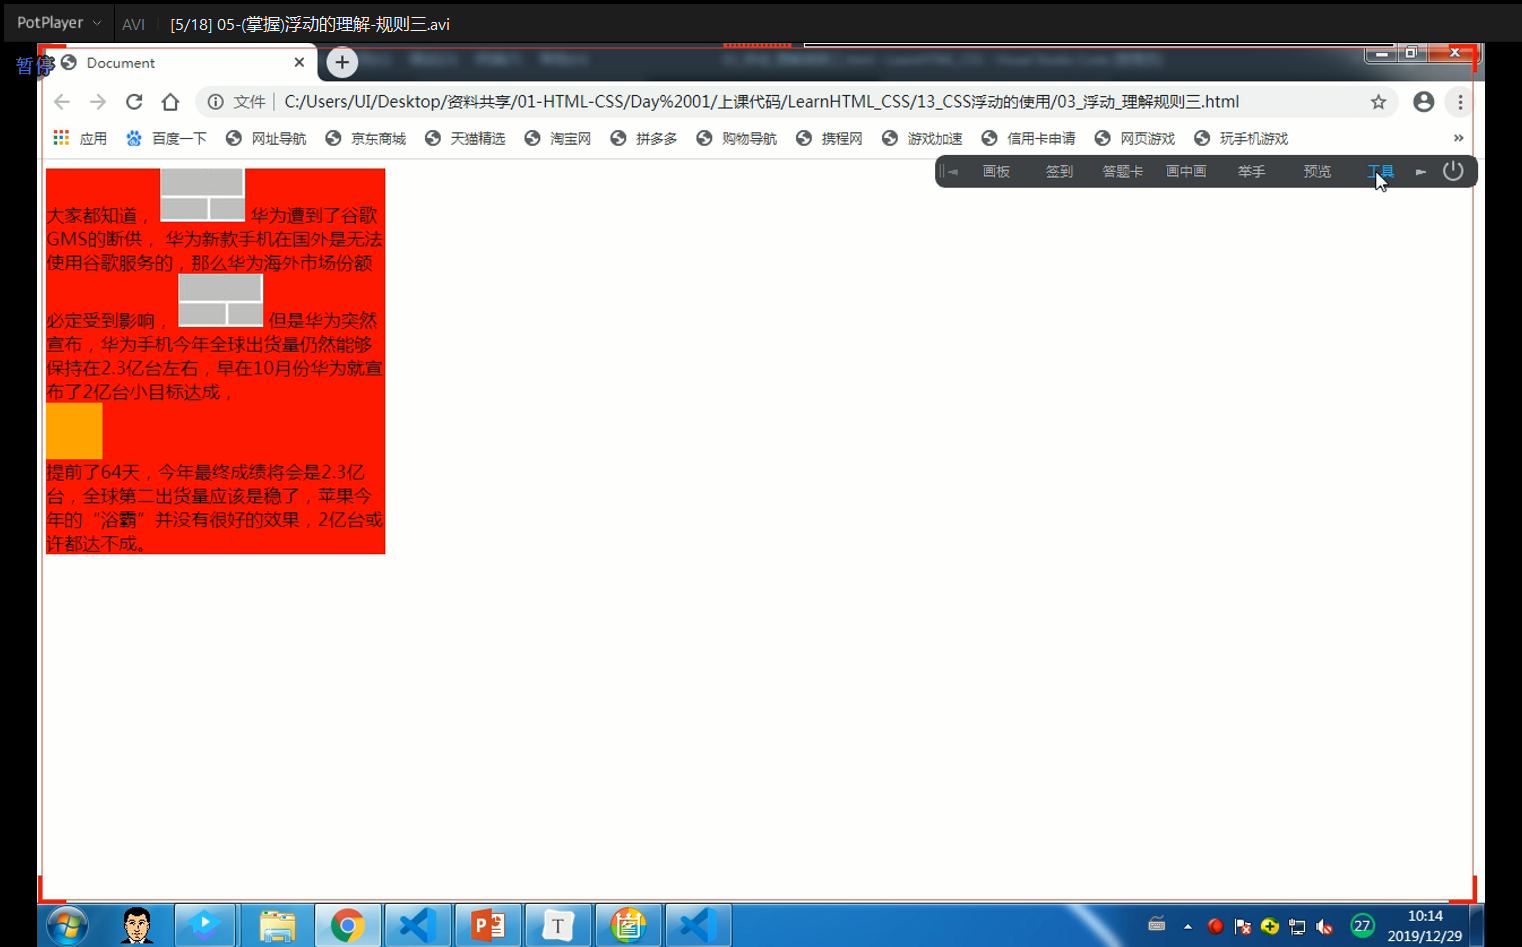 PotPlayer AVI [5/18] 05-(掌握)浮动的理解-规则三.avi
暂停
Document
文件 C:/Users/UI/Desktop/资料共享/01-HTML-CSS/Day%2001/上课代码/LearnHTML_CSS/13_CSS浮动的使用/03_浮动_理解规则三.html
应用 百度一下 网址导航 京东商城 天猫精选 淘宝网 拼多多 购物导航 携程网 游戏加速 信用卡申请 网页游戏 玩手机游戏 »
画板 签到 答题卡 画中画 举手 预览 工具
大家都知道， 华为遭到了谷歌
GMS的断供， 华为新款手机在国外是无法
使用谷歌服务的，那么华为海外市场份额
必定受到影响， 但是华为突然
宣布，华为手机今年全球出货量仍然能够
保持在2.3亿台左右，早在10月份华为就宣
布了2亿台小目标达成，
提前了64天，今年最终成绩将会是2.3亿
台，全球第二出货量应该是稳了，苹果今
年的“浴霸”并没有很好的效果，2亿台或
许都达不成。
T
27
10:14
2019/12/29